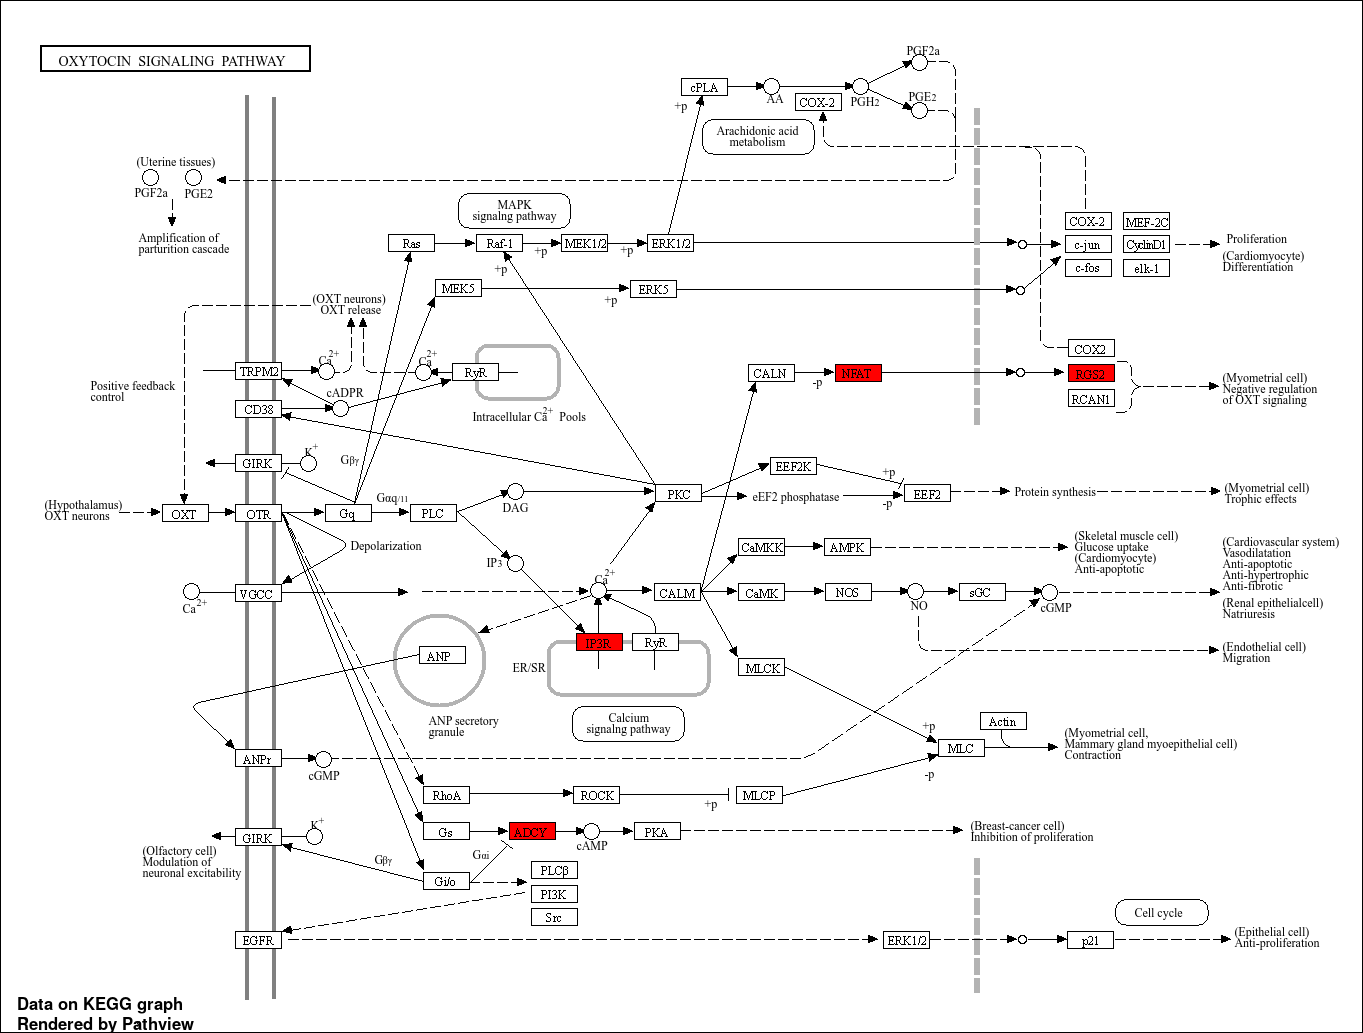 OXYTOCIN SIGNALING PATHWAY
PGF2a
cPLA
+p
AA
COX-2
PGH2
PGE2
Arachidonic acid
metabolism
(Uterine tissues)
PGF2a
PGE2
Amplification of
parturition cascade
MAPK
signalng pathway
Ras
Raf-1
+p
MEK1/2
+p
ERK1/2
+p
COX-2
MEF-2C
c-jun
CyclinD1
c-fos
elk-1
Proliferation
(Cardiomyocyte)
Differentiation
MEK5
+p
ERK5
(OXT neurons)
OXT release
TRPM2
Ca2+
Ca2+
RyR
cADPR
CD38
Intracellular Ca2+ Pools
Positive feedback
control
CALN
-p
NFAT
COX2
RGS2
RCAN1
(Myometrial cell)
Negative regulation
of OXT signaling
GIRK
K+
Gβγ
Gαq/11
(Hypothalamus)
OXT neurons
OXT
OTR
Gq
PLC
DAG
PKC
EEF2K
+p
eEF2 phosphatase
-p
EEF2
Protein synthesis
(Myometrial cell)
Trophic effects
Depolarization
IP3
VGCC
Ca2+
Ca2+
CALM
CaMKK
AMPK
(Skeletal muscle cell)
Glucose uptake
(Cardiomyocyte)
Anti-apoptotic
CaMK
NOS
NO
sGC
cGMP
(Cardiovascular system)
Vasodilatation
Anti-apoptotic
Anti-hypertrophic
Anti-fibrotic
(Renal epithelialcell)
Natriuresis
(Endothelial cell)
Migration
ANP
IP3R
RyR
ER/SR
MLCK
ANP secretory
granule
Calcium
signalng pathway
Actin
+p
MLC
-p
(Myometrial cell,
Mammary gland myoepithelial cell)
Contraction
ANPr
cGMP
RhoA
ROCK
+p
MLCP
Gs
ADCY
cAMP
PKA
(Breast-cancer cell)
Inhibition of proliferation
GIRK
K+
(Olfactory cell)
Modulation of
neuronal excitability
Gβγ
Gαi
Gi/o
PLCβ
PI3K
Src
EGFR
ERK1/2
p21
Cell cycle
(Epithelial cell)
Anti-proliferation
Data on KEGG graph
Rendered by Pathview